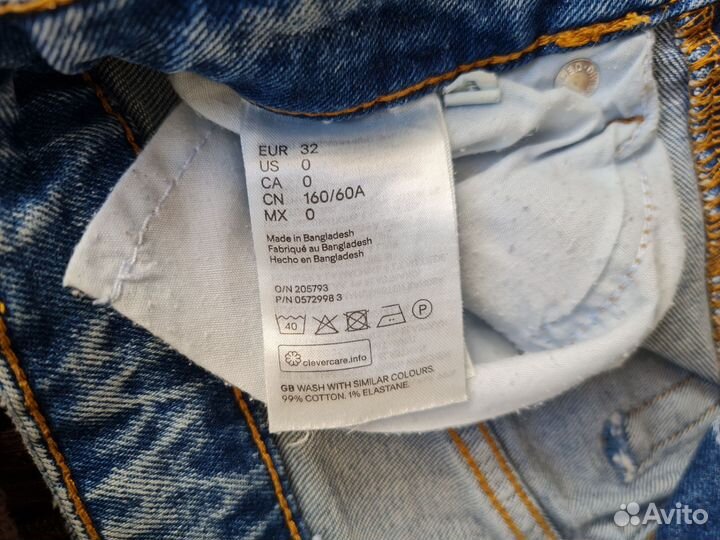 EUR 32
US 0
CA 0
CN 160/60A
MX 0
Made in Bangladesh
Fabriqué au Bangladesh
Hecho en Bangladesh
O/N 205793
P/N 0572998 3
40 P
clevercare.info
GB WASH WITH SIMILAR COLOURS.
99% COTTON. 1% ELASTANE.
Avito